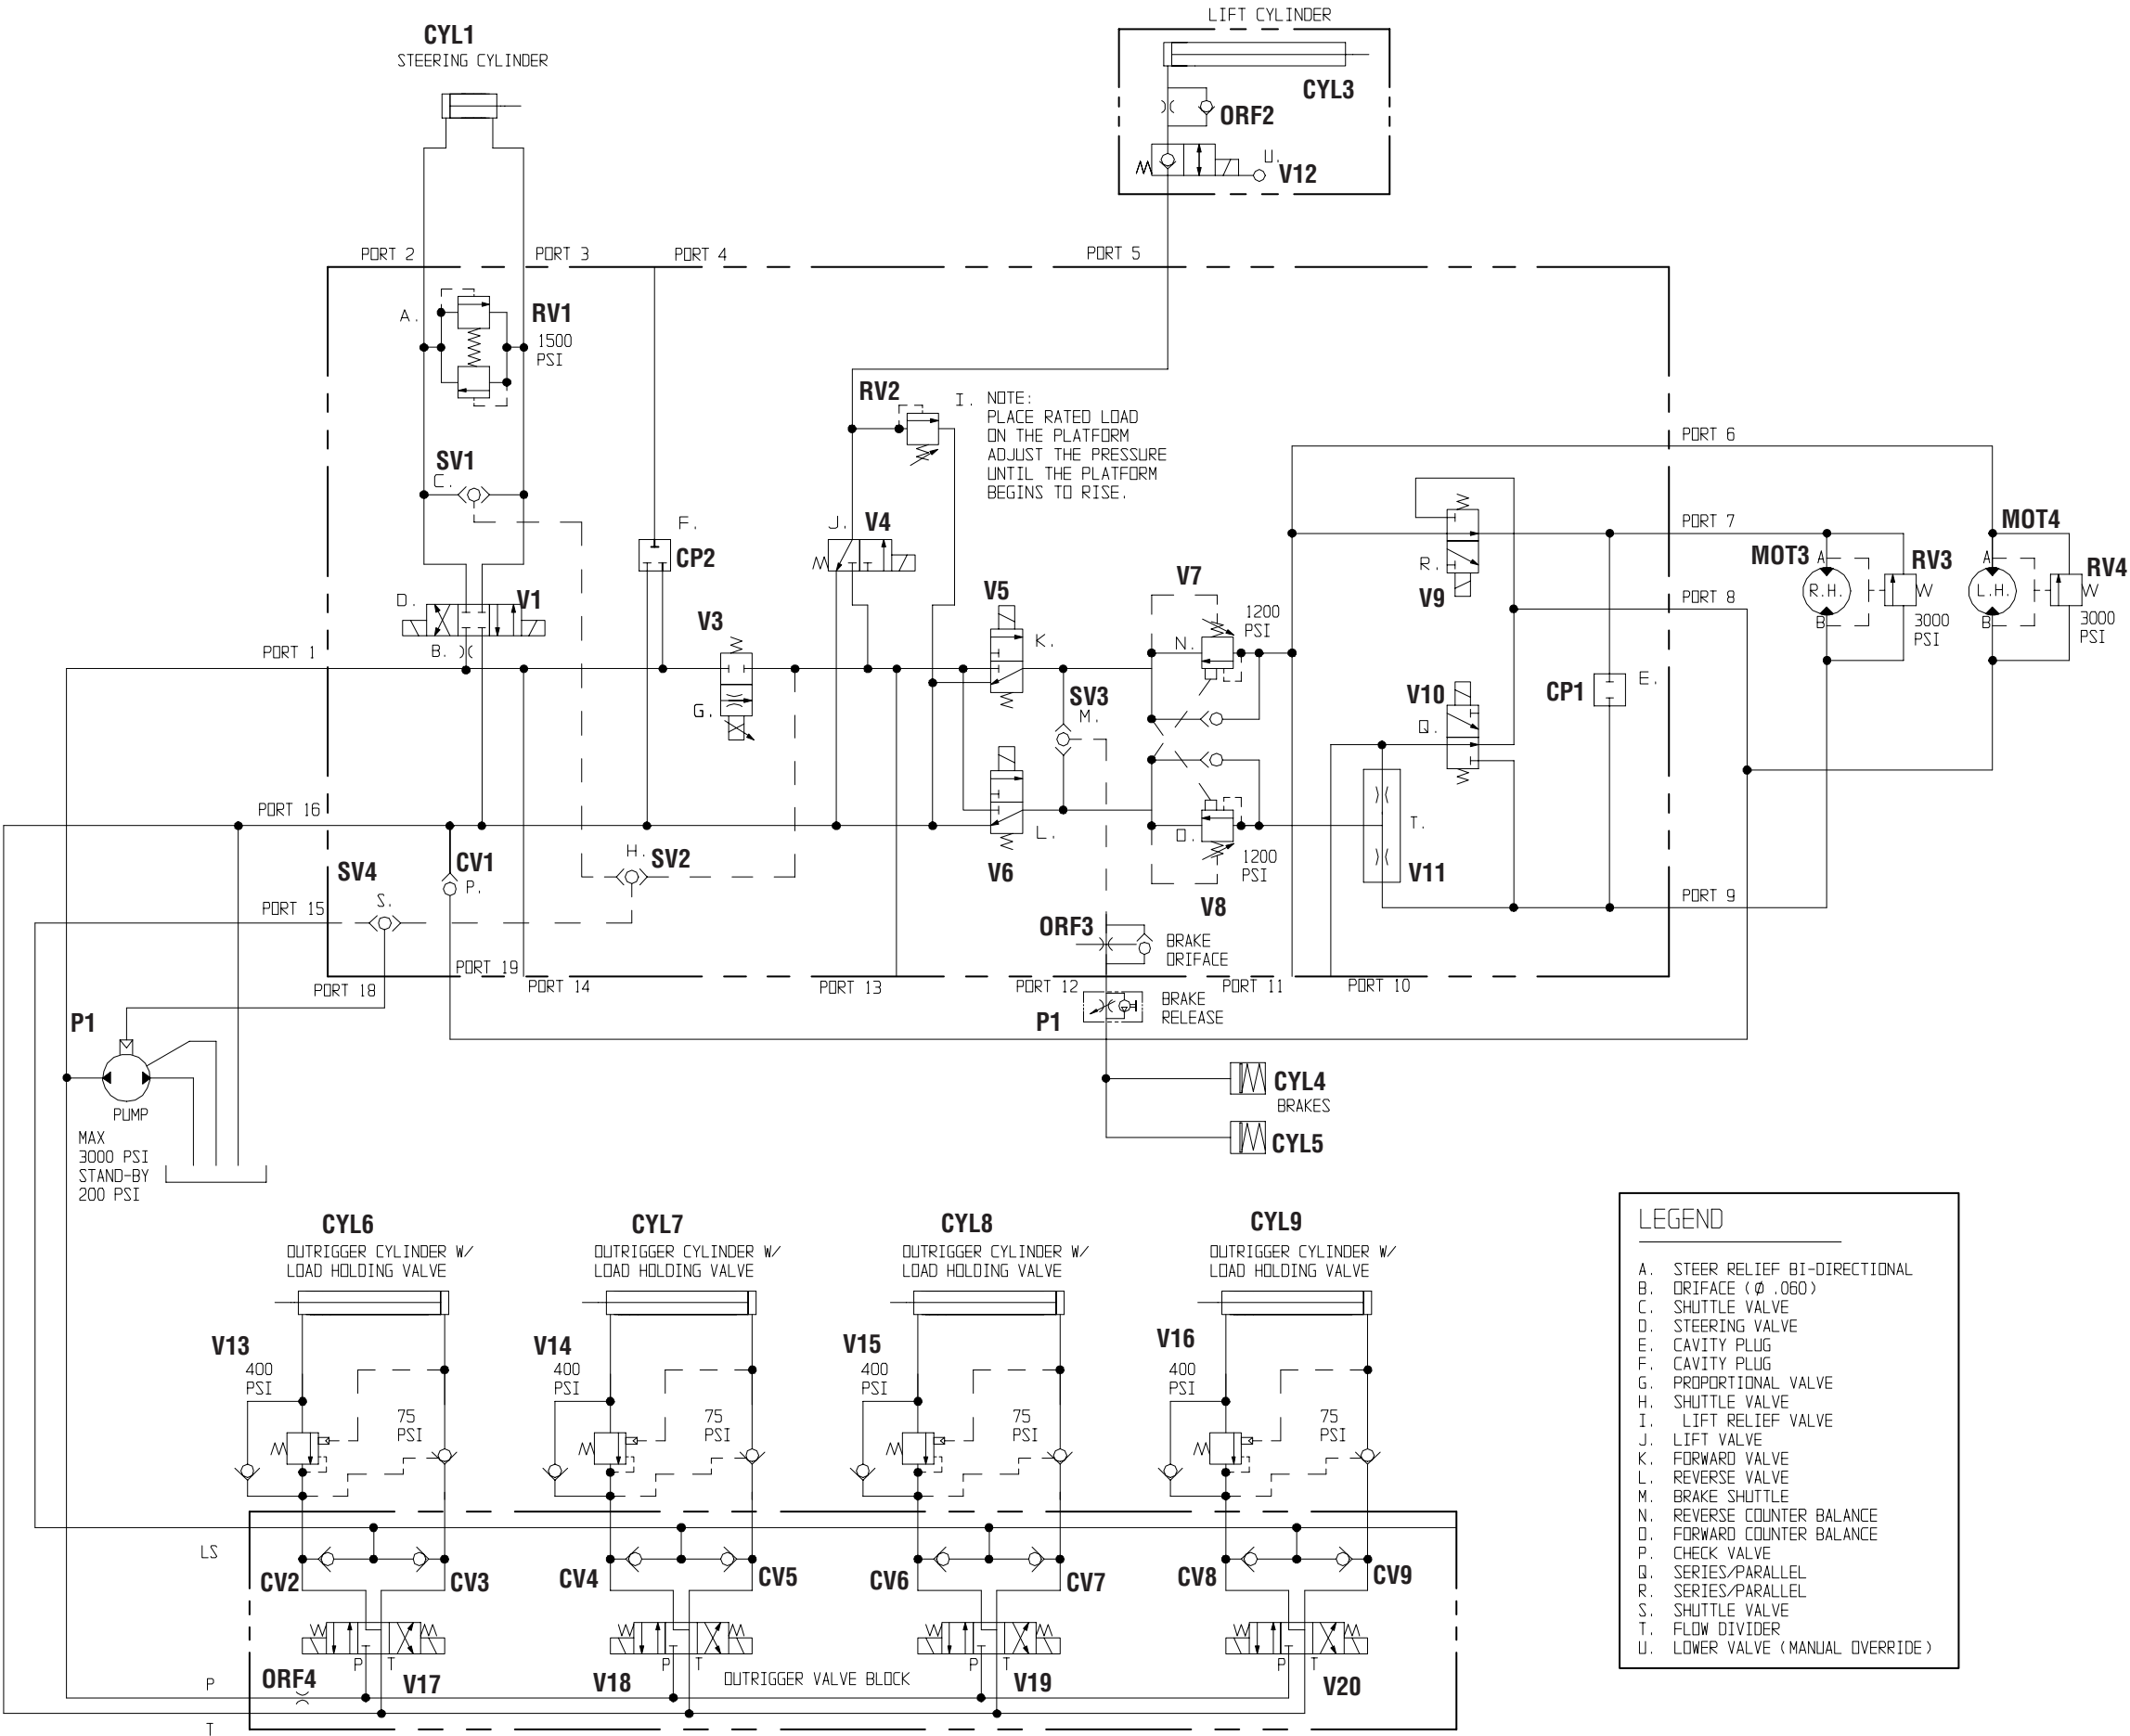 LIFT CYLINDER
CYL1
STEERING CYLINDER
CYL3
ORF2
U.
V12
PORT 2
PORT 3
PORT 4
PORT 5
A.
RV1
1500
PSI
RV2
I. NOTE:
PLACE RATED LOAD
ON THE PLATFORM
ADJUST THE PRESSURE
UNTIL THE PLATFORM
BEGINS TO RISE.
SV1
C.
PORT 6
F.
CP2
J.
V4
PORT 7
MOT4
MOT3
RV3
RV4
A
A
R.H.
L.H.
B
B
3000
PSI
3000
PSI
R.
V9
PORT 8
D.
V1
B.
V3
V5
K.
V7
1200
PSI
N.
PORT 1
G.
SV3
M.
V10
Q.
CP1
E.
PORT 16
L.
O.
T.
H.
SV2
V6
1200
PSI
V11
SV4
CV1
P.
S.
V8
PORT 15
PORT 9
ORF3
BRAKE
ORIFACE
PORT 19
PORT 18
PORT 14
PORT 13
PORT 12
PORT 11
PORT 10
P1
P1
BRAKE
RELEASE
PUMP
CYL4
BRAKES
CYL5
MAX
3000 PSI
STAND-BY
200 PSI
CYL6
OUTRIGGER CYLINDER W/
LOAD HOLDING VALVE
CYL7
OUTRIGGER CYLINDER W/
LOAD HOLDING VALVE
CYL8
OUTRIGGER CYLINDER W/
LOAD HOLDING VALVE
CYL9
OUTRIGGER CYLINDER W/
LOAD HOLDING VALVE
V13
400
PSI
75
PSI
V14
400
PSI
75
PSI
V15
400
PSI
75
PSI
V16
400
PSI
75
PSI
LS
CV2
CV3
CV4
CV5
CV6
CV7
CV8
CV9
P T
P T
P T
P T
P
ORF4
V17
V18
OUTRIGGER VALVE BLOCK
V19
V20
T
LEGEND
A. STEER RELIEF BI-DIRECTIONAL
B. ORIFACE (Ø .060)
C. SHUTTLE VALVE
D. STEERING VALVE
E. CAVITY PLUG
F. CAVITY PLUG
G. PROPORTIONAL VALVE
H. SHUTTLE VALVE
I. LIFT RELIEF VALVE
J. LIFT VALVE
K. FORWARD VALVE
L. REVERSE VALVE
M. BRAKE SHUTTLE
N. REVERSE COUNTER BALANCE
O. FORWARD COUNTER BALANCE
P. CHECK VALVE
Q. SERIES/PARALLEL
R. SERIES/PARALLEL
S. SHUTTLE VALVE
T. FLOW DIVIDER
U. LOWER VALVE (MANUAL OVERRIDE)